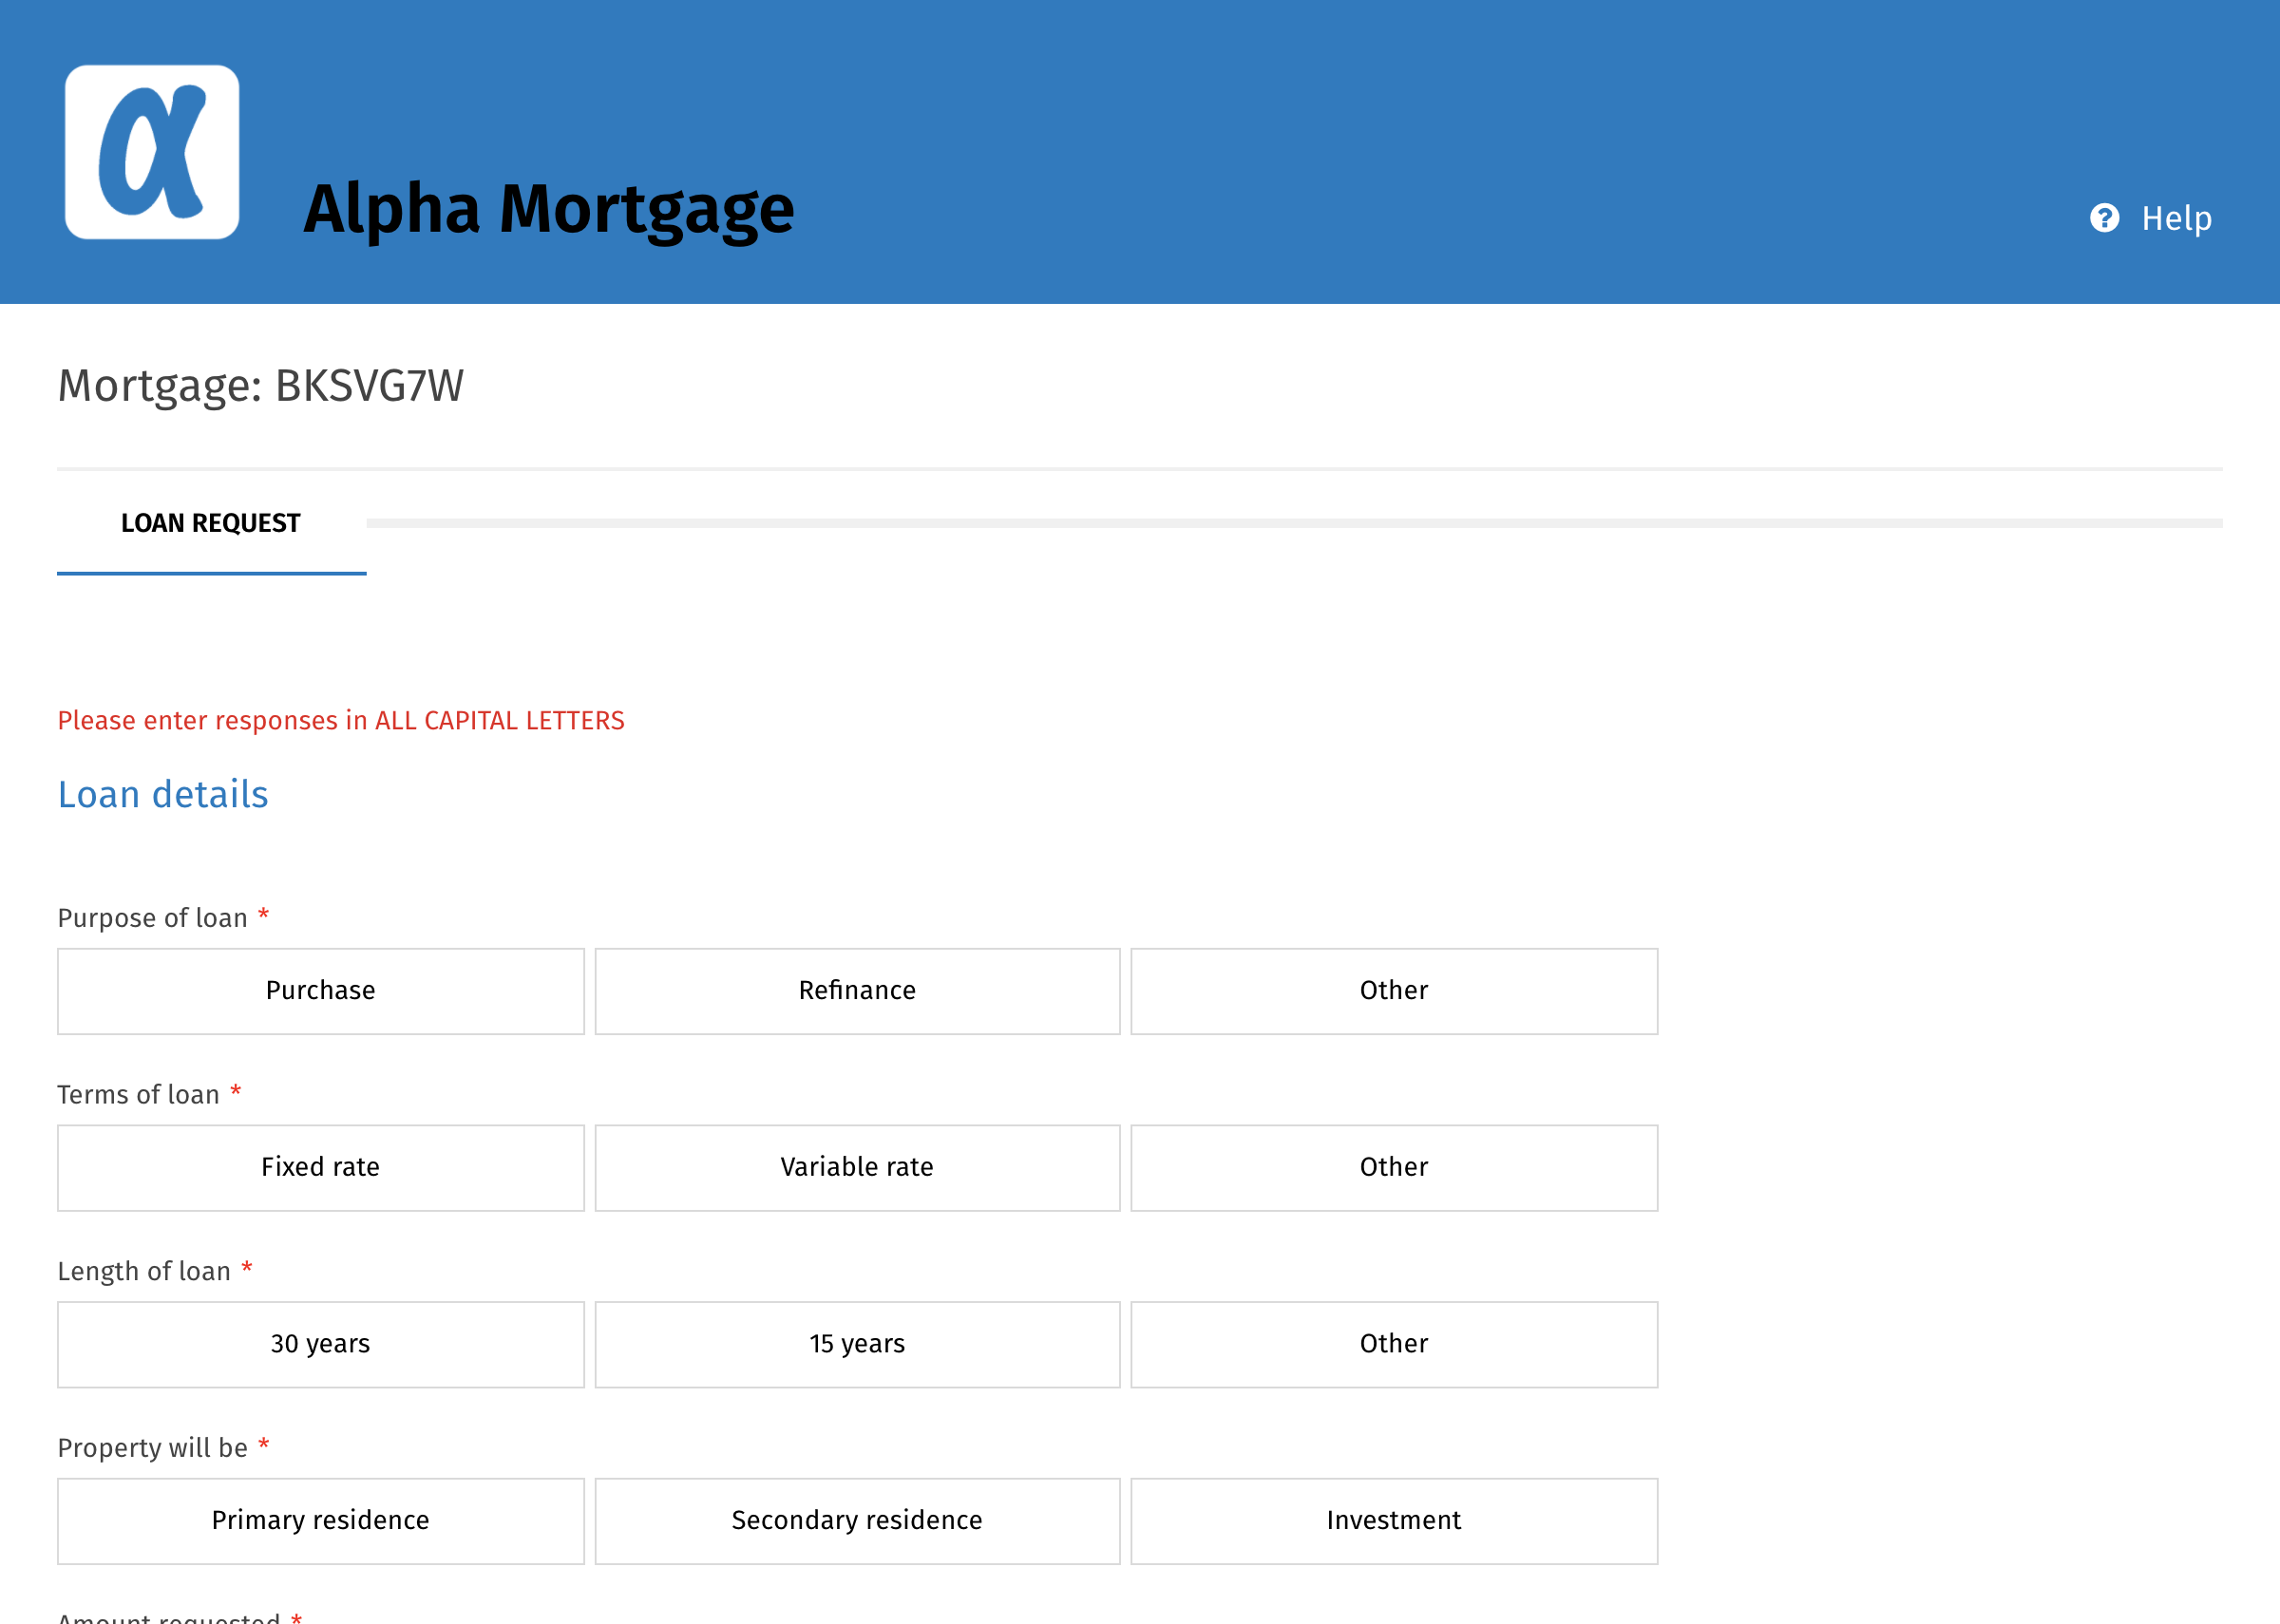 α
Alpha Mortgage
Help
Mortgage: BKSVG7W
LOAN REQUEST
Please enter responses in ALL CAPITAL LETTERS
Loan details
Purpose of loan *
Purchase Refinance Other
Terms of loan *
Fixed rate Variable rate Other
Length of loan *
30 years 15 years Other
Property will be *
Primary residence Secondary residence Investment
Amount requested *